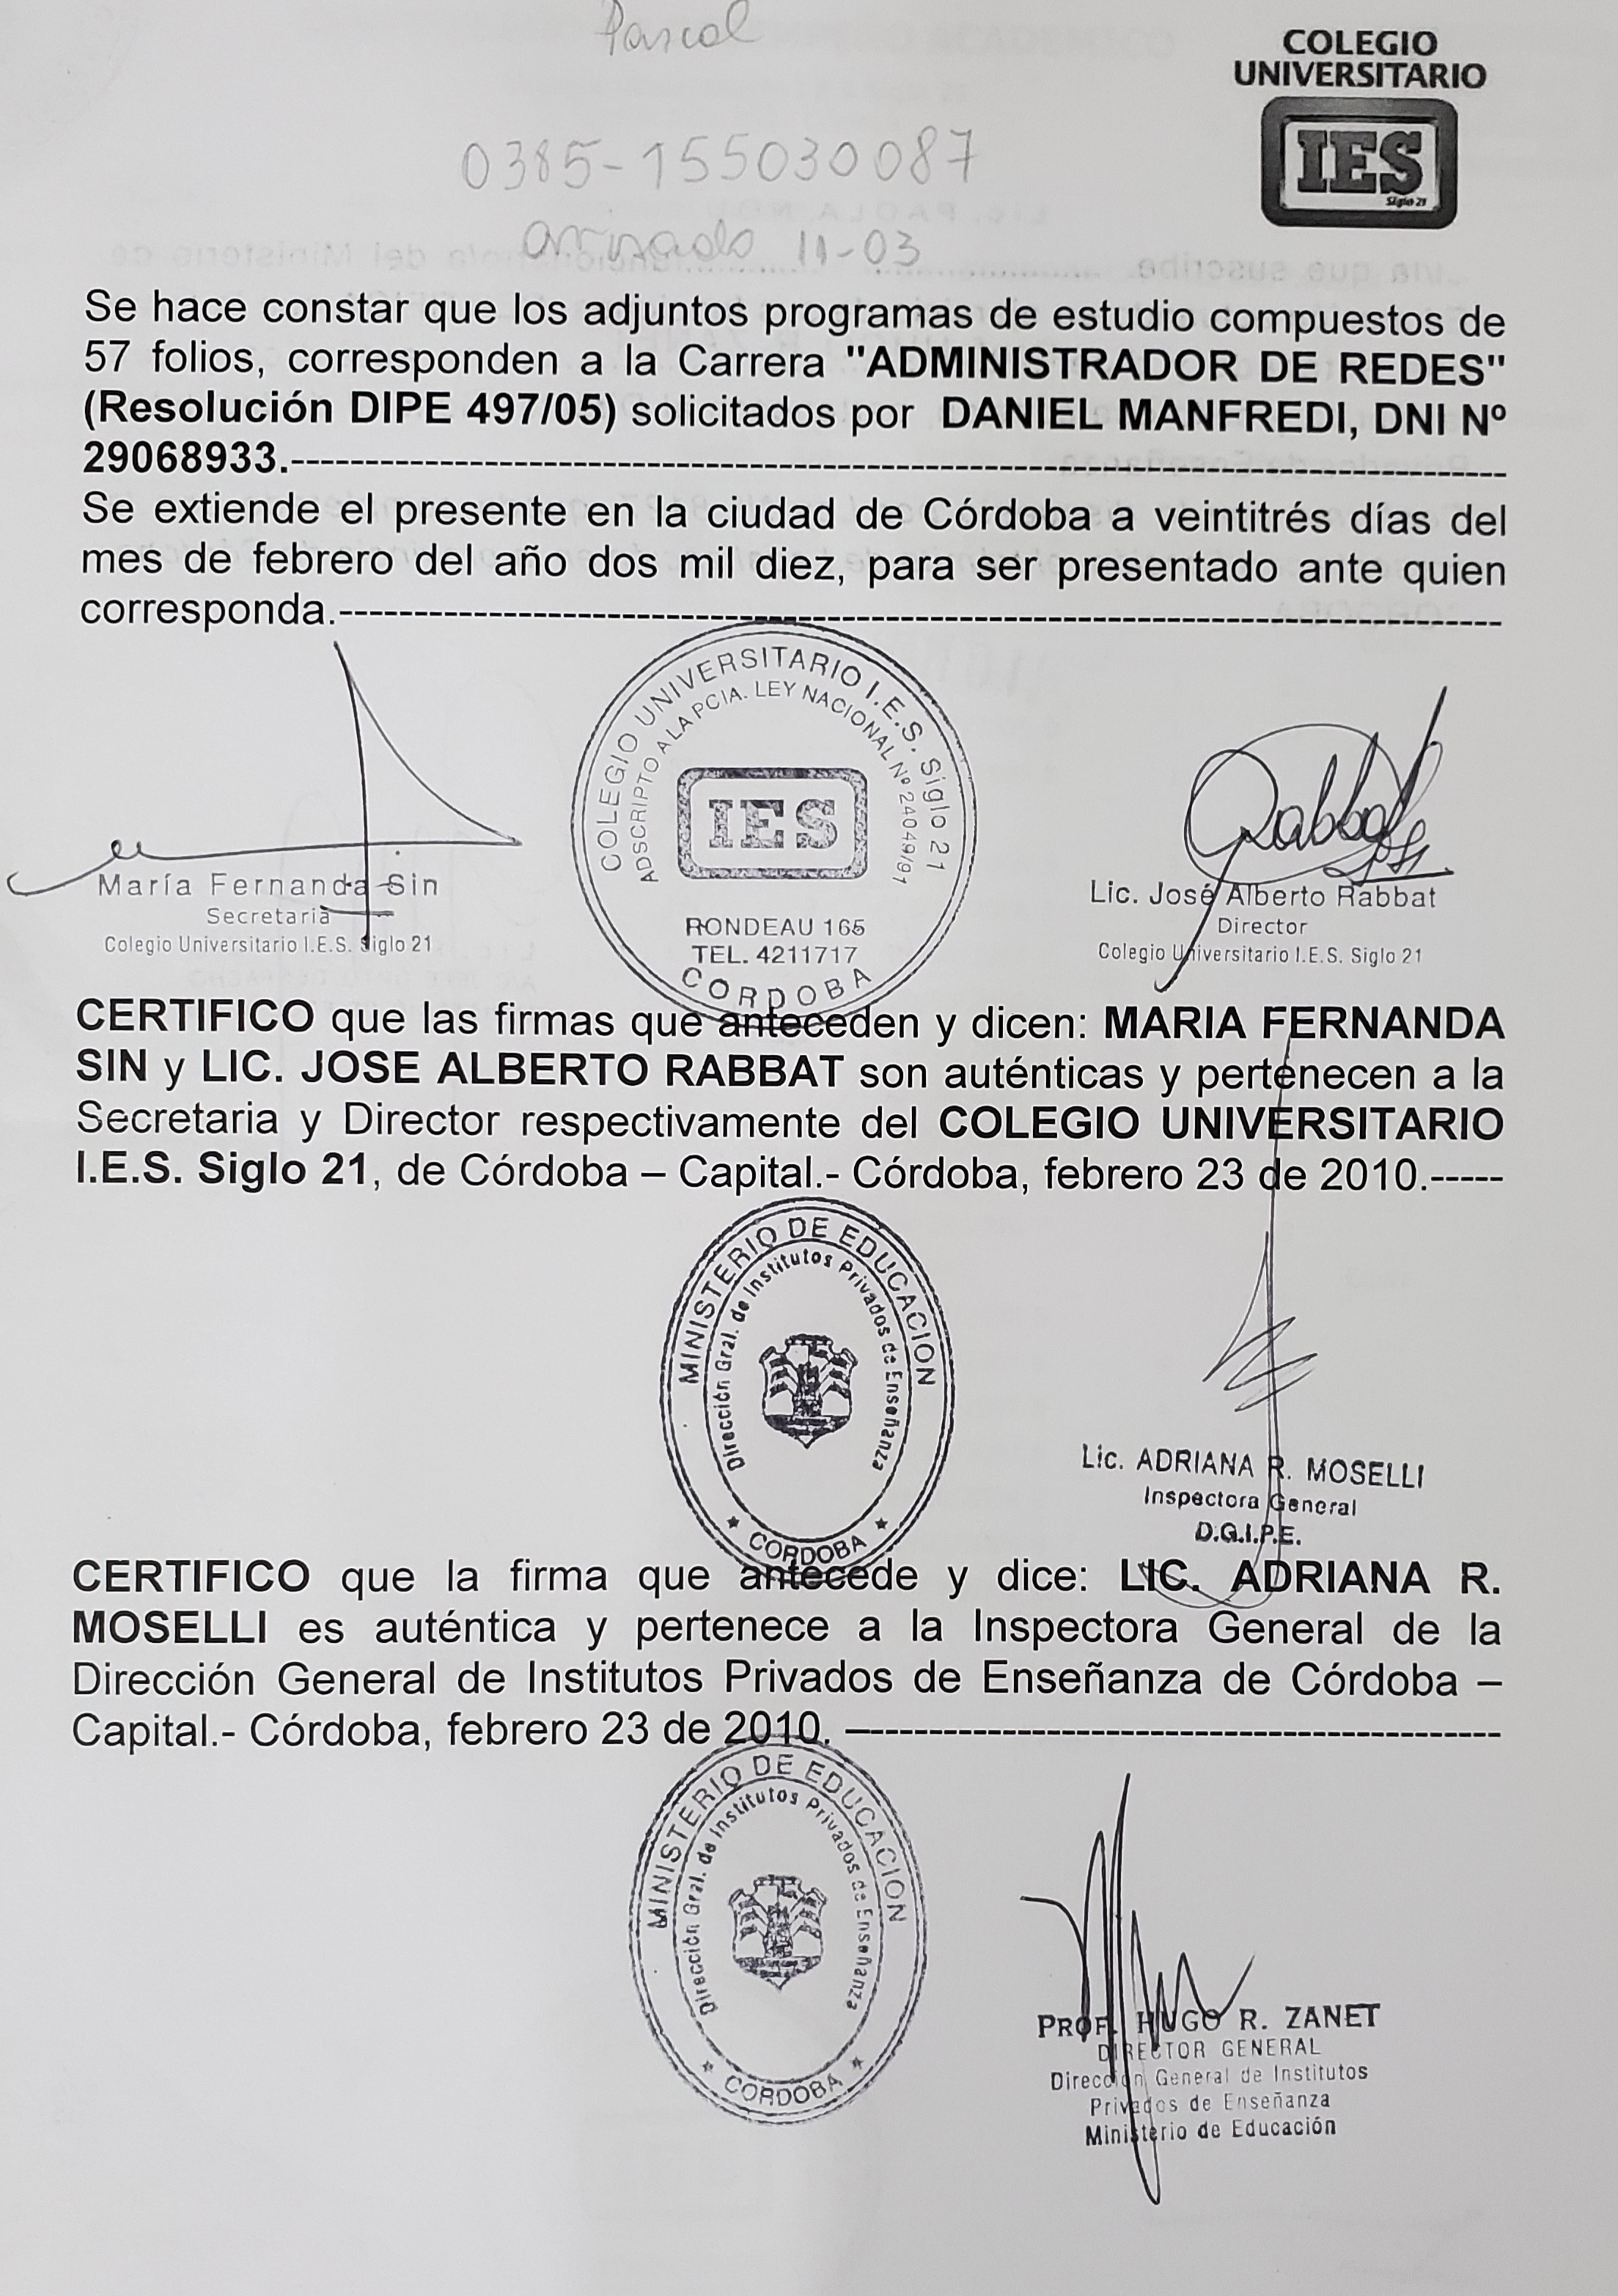 Pascal
COLEGIO
UNIVERSITARIO
IES
Siglo 21
0385-155030087
avisado 11-03
Se hace constar que los adjuntos programas de estudio compuestos de
57 folios, corresponden a la Carrera "ADMINISTRADOR DE REDES"
(Resolución DIPE 497/05) solicitados por DANIEL MANFREDI, DNI Nº
29068933.-----------------------------------------------------------------------------------
Se extiende el presente en la ciudad de Córdoba a veintitrés días del
mes de febrero del año dos mil diez, para ser presentado ante quien
corresponda.-------------------------------------------------------------------------------
COLEGIO UNIVERSITARIO I.E.S. Siglo 21
ADSCRIPTO A LA PCIA. LEY NACIONAL Nº 24049/91
IES
RONDEAU 165
TEL. 4211717
CORDOBA
María Fernanda Sin
Secretaria
Colegio Universitario I.E.S. Siglo 21
Rabbat
Lic. José Alberto Rabbat
Director
Colegio Universitario I.E.S. Siglo 21
CERTIFICO que las firmas que anteceden y dicen: MARIA FERNANDA
SIN y LIC. JOSE ALBERTO RABBAT son auténticas y pertenecen a la
Secretaria y Director respectivamente del COLEGIO UNIVERSITARIO
I.E.S. Siglo 21, de Córdoba – Capital.- Córdoba, febrero 23 de 2010.-----
MINISTERIO DE EDUCACION
Dirección Gral. de Institutos Privados de Enseñanza
CORDOBA
Lic. ADRIANA R. MOSELLI
Inspectora General
D.G.I.P.E.
CERTIFICO que la firma que antecede y dice: LIC. ADRIANA R.
MOSELLI es auténtica y pertenece a la Inspectora General de la
Dirección General de Institutos Privados de Enseñanza de Córdoba –
Capital.- Córdoba, febrero 23 de 2010. –--------------------------------------------
MINISTERIO DE EDUCACION
Dirección Gral. de Institutos Privados de Enseñanza
CORDOBA
PROF. HUGO R. ZANET
DIRECTOR GENERAL
Dirección General de Institutos
Privados de Enseñanza
Ministerio de Educación